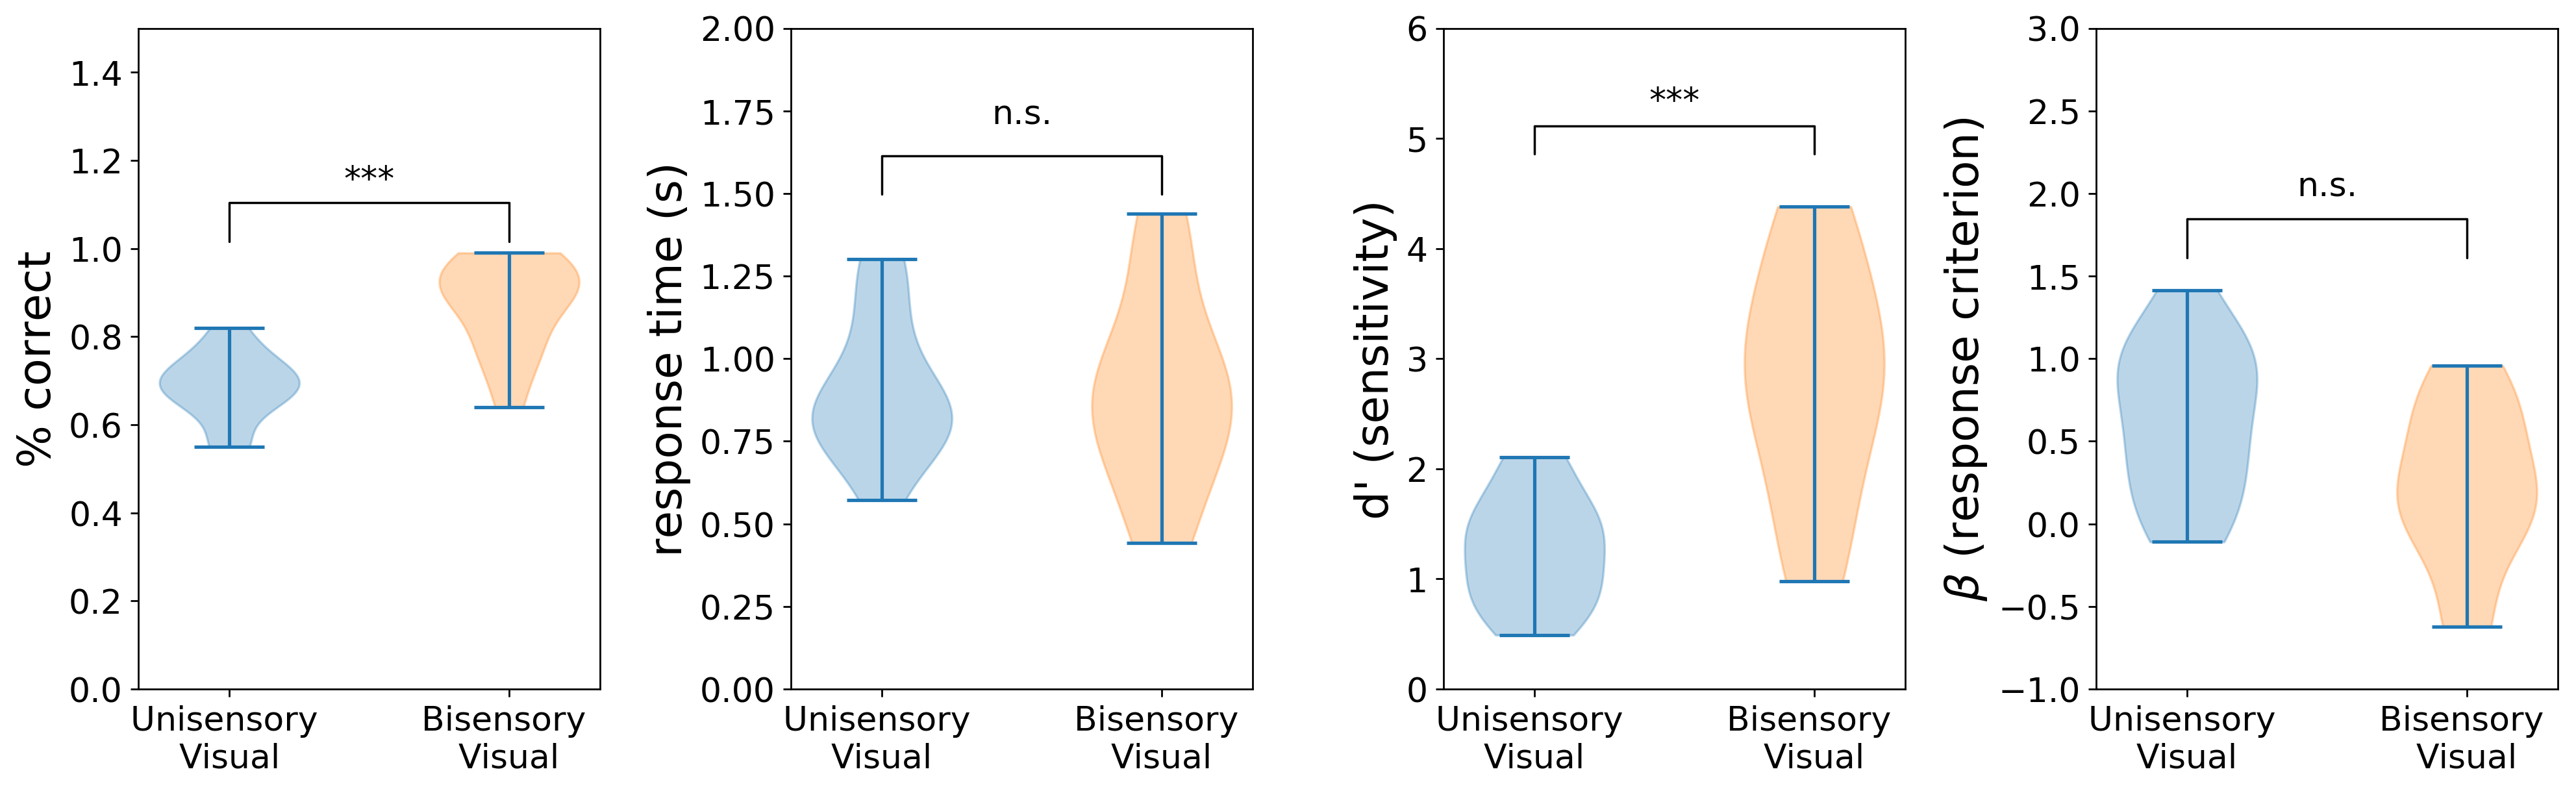 % correct
1.4
1.2
1.0
0.8
0.6
0.4
0.2
0.0
***
Unisensory
Visual
Bisensory
Visual
response time (s)
2.00
1.75
1.50
1.25
1.00
0.75
0.50
0.25
0.00
n.s.
Unisensory
Visual
Bisensory
Visual
d' (sensitivity)
6
5
4
3
2
1
0
***
Unisensory
Visual
Bisensory
Visual
β (response criterion)
3.0
2.5
2.0
1.5
1.0
0.5
0.0
−0.5
−1.0
n.s.
Unisensory
Visual
Bisensory
Visual